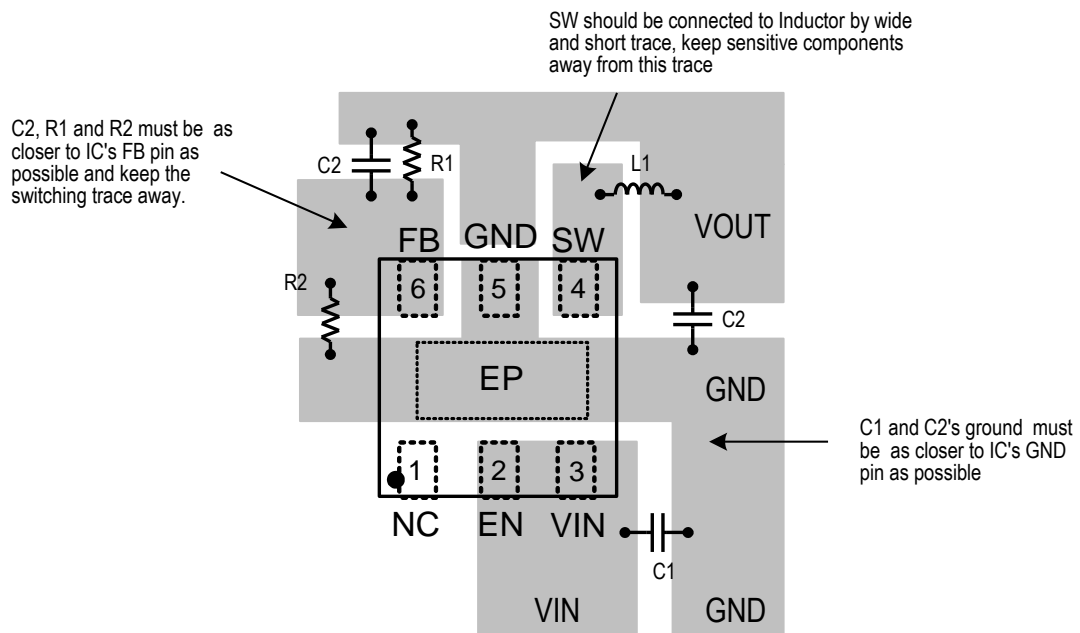 SW should be connected to Inductor by wide
and short trace, keep sensitive components
away from this trace
C2, R1 and R2 must be as
closer to IC's FB pin as
possible and keep the
switching trace away.
C2
R1
L1
VOUT
FB
GND
SW
R2
6
5
4
C2
EP
GND
C1 and C2's ground must
be as closer to IC's GND
pin as possible
1
2
3
NC
EN
VIN
C1
VIN
GND